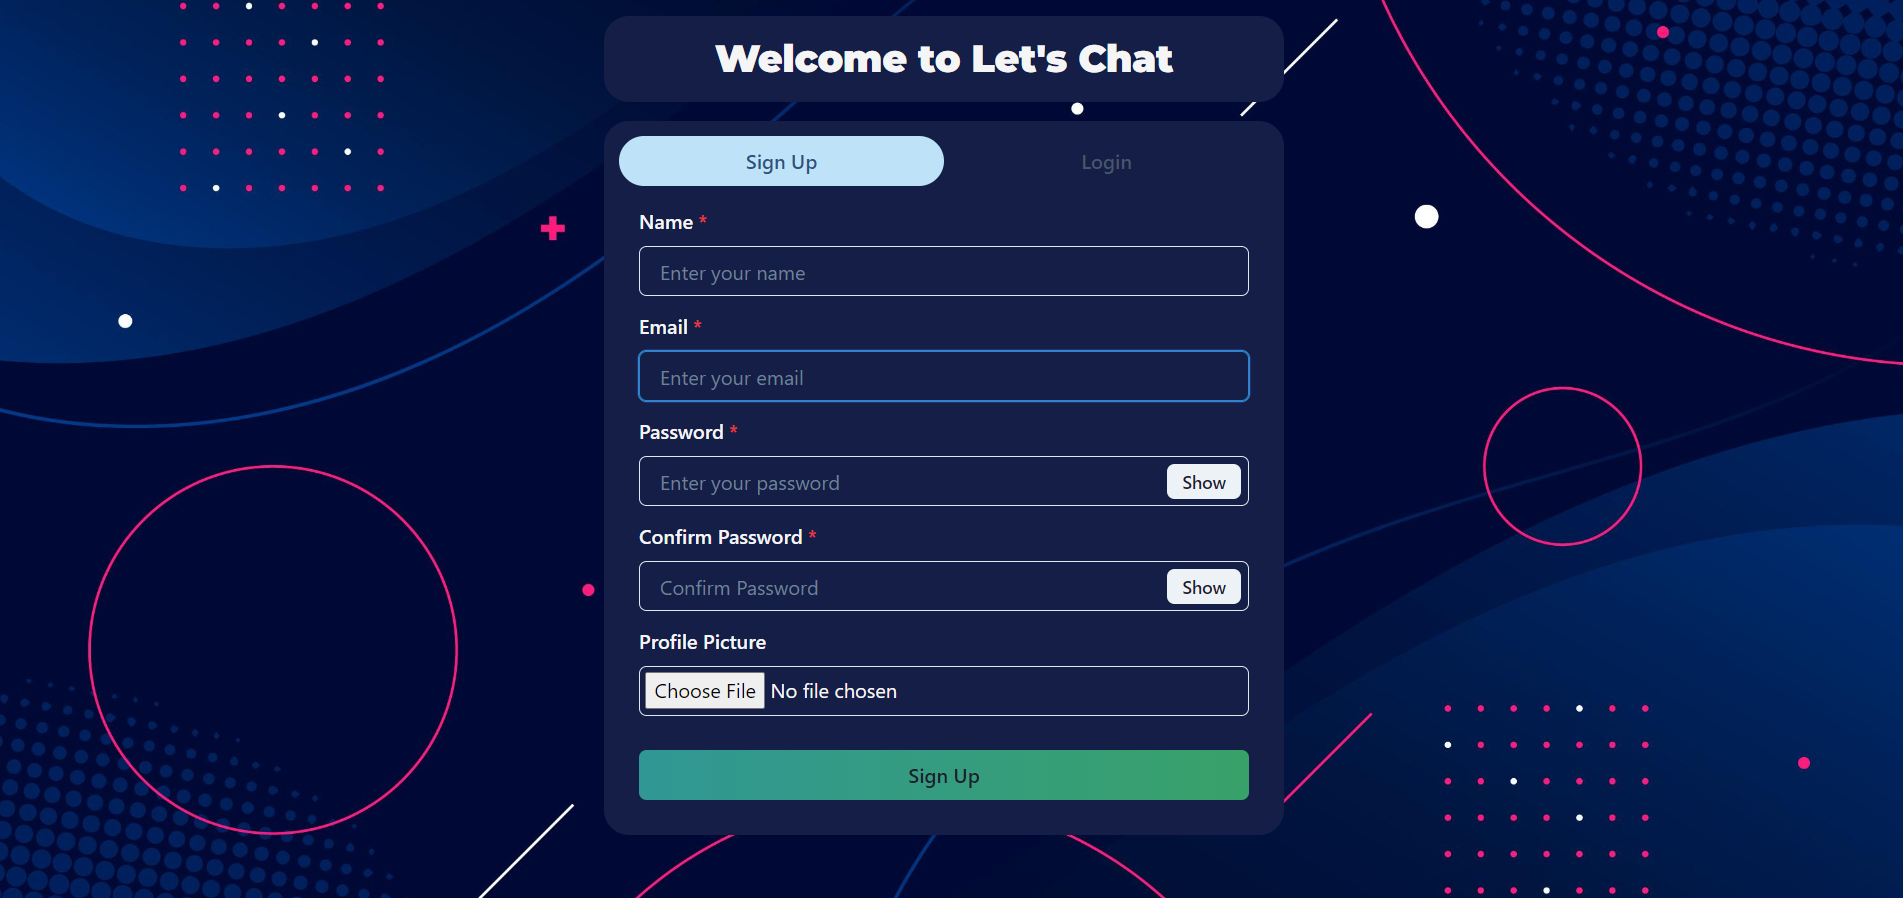 Welcome to Let's Chat
Sign Up Login
Name *
Enter your name
Email *
Enter your email
Password *
Enter your password Show
Confirm Password *
Confirm Password Show
Profile Picture
Choose File No file chosen
Sign Up